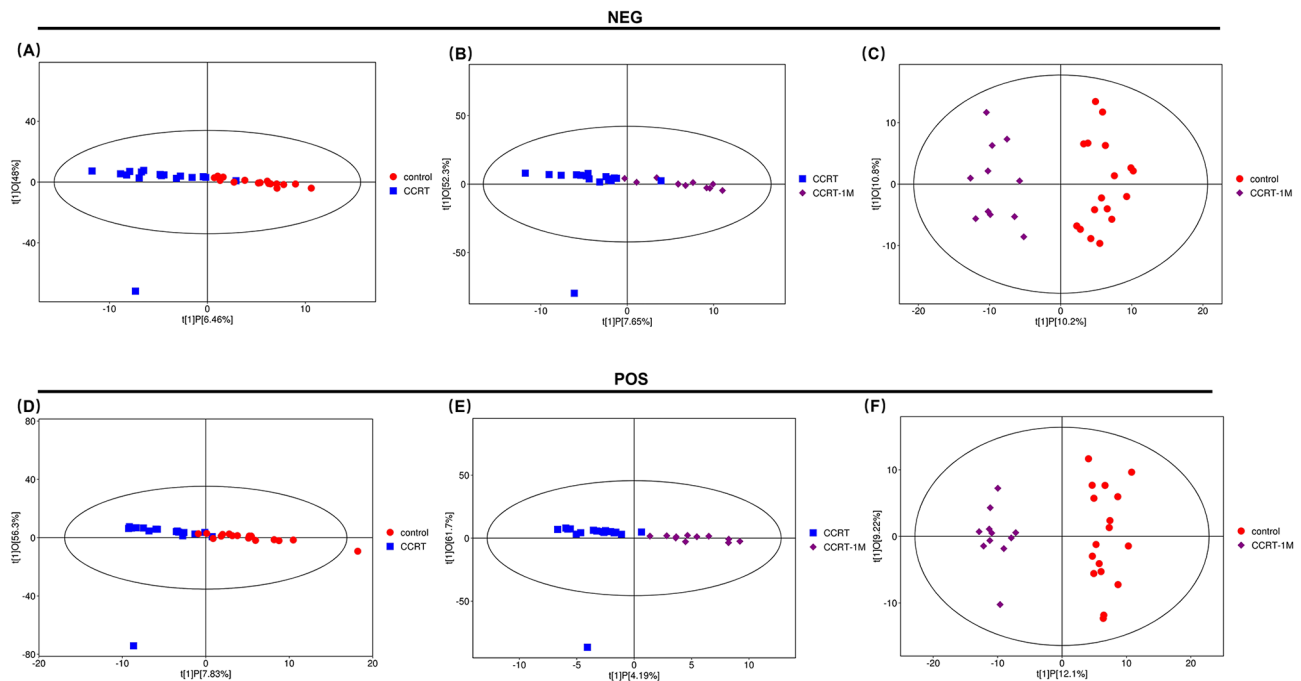 NEG
(A)
40
0
-40
-10
0
10
t[1]O[48%]
t[1]P[6.46%]
control
CCRT
(B)
50
0
-50
-10
0
10
t[1]O[52.3%]
t[1]P[7.65%]
CCRT
CCRT-1M
(C)
10
0
-10
-20
-10
0
10
20
t[1]O[10.8%]
t[1]P[10.2%]
control
CCRT-1M
POS
(D)
80
40
0
-40
-80
-20
-10
0
10
20
t[1]O[56.3%]
t[1]P[7.83%]
control
CCRT
(E)
50
0
-50
-10
-5
0
5
10
t[1]O[61.7%]
t[1]P[4.19%]
CCRT
CCRT-1M
(F)
10
0
-10
-20
-10
0
10
20
t[1]O[9.22%]
t[1]P[12.1%]
control
CCRT-1M